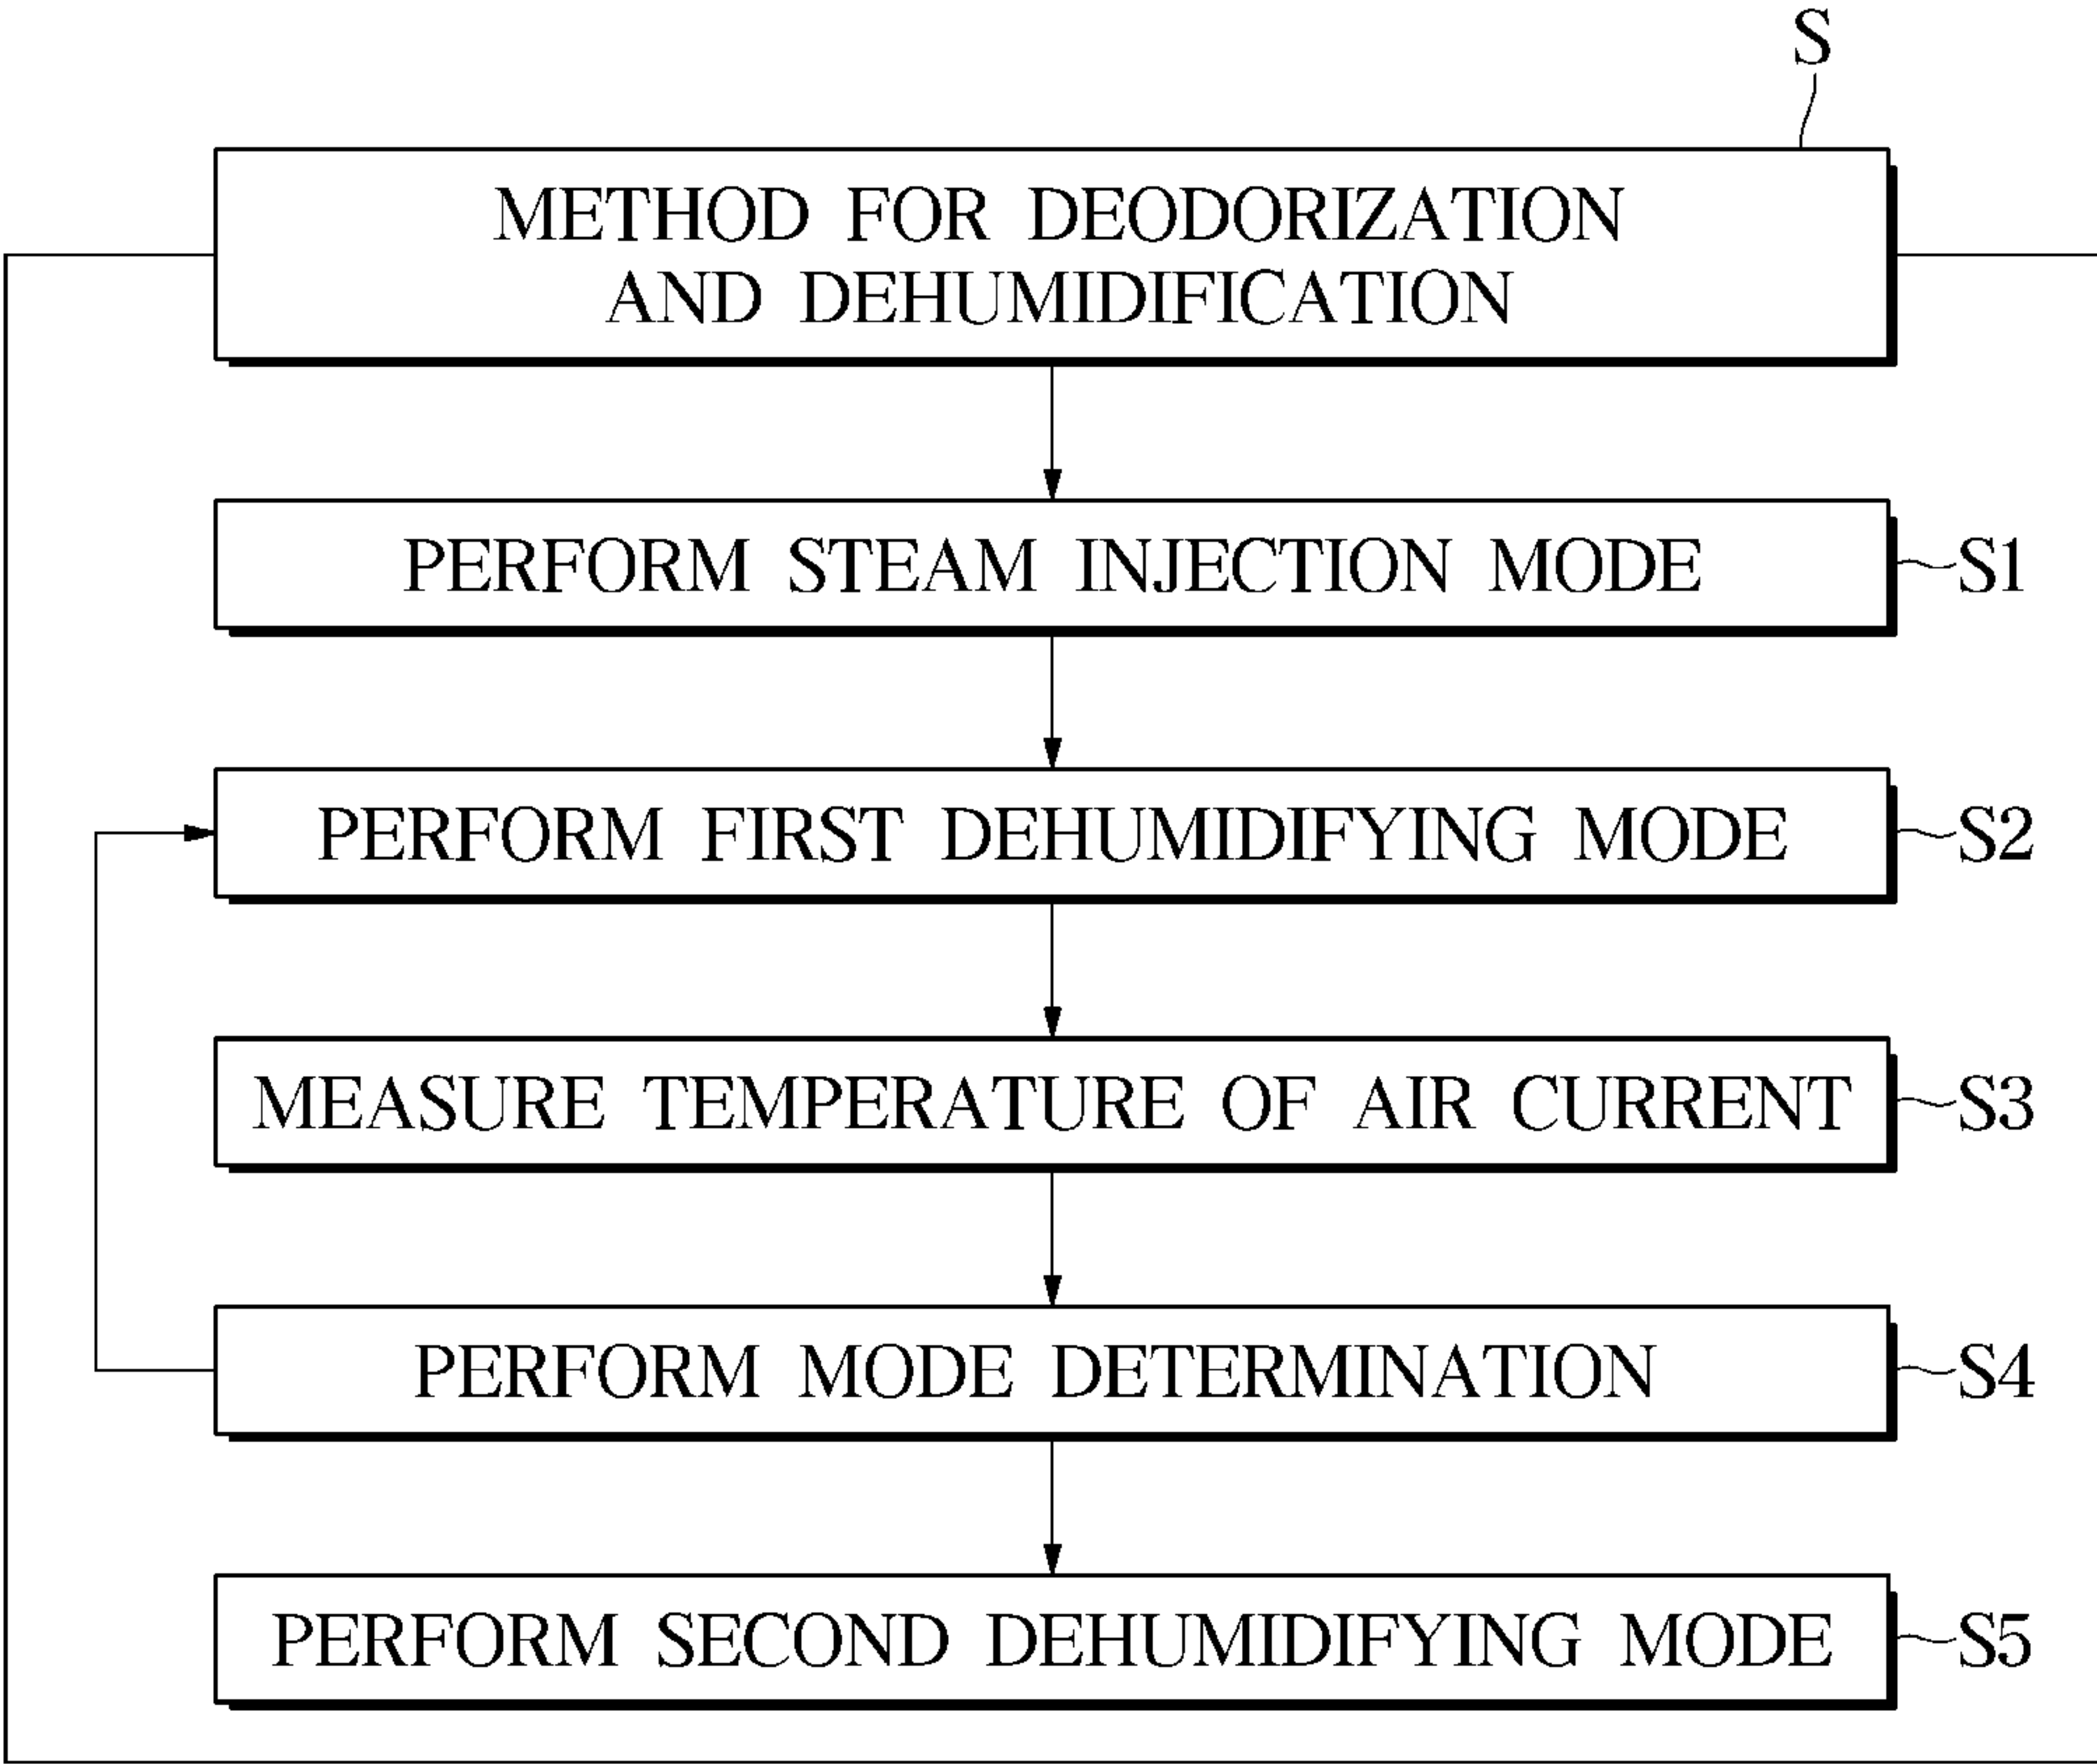 S
METHOD FOR DEODORIZATION
AND DEHUMIDIFICATION
PERFORM STEAM INJECTION MODE
S1
PERFORM FIRST DEHUMIDIFYING MODE
S2
MEASURE TEMPERATURE OF AIR CURRENT
S3
PERFORM MODE DETERMINATION
S4
PERFORM SECOND DEHUMIDIFYING MODE
S5